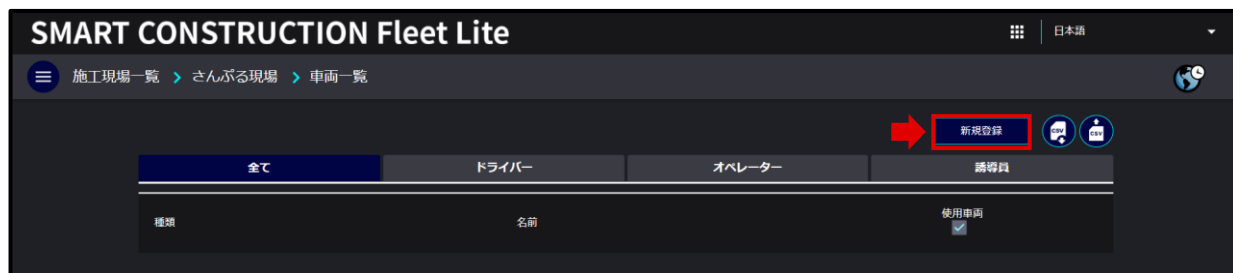 SMART CONSTRUCTION Fleet Lite
日本語
施工現場一覧 > さんぷる現場 > 車両一覧
新規登録 CSV CSV
全て ドライバー オペレーター 誘導員
種類 名前 使用車両